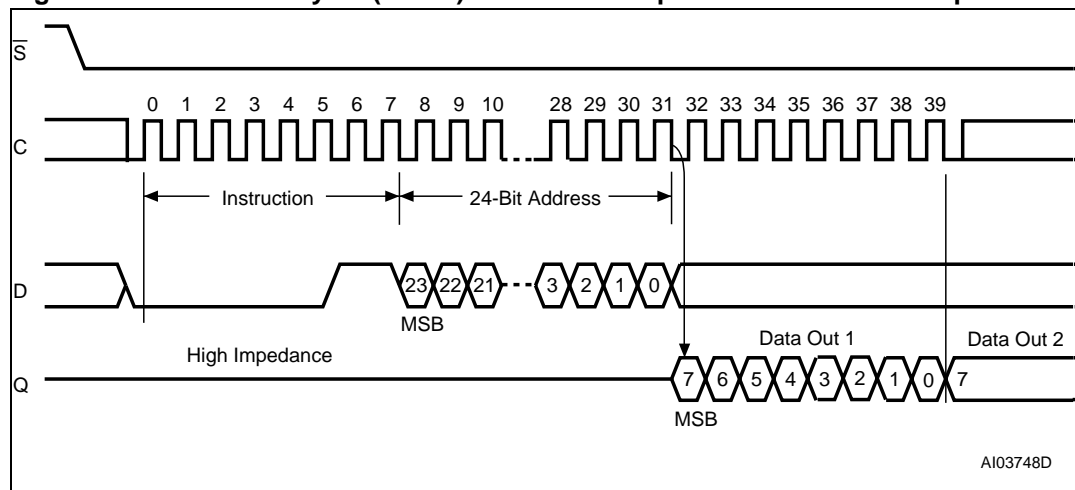 S
0 1 2 3 4 5 6 7 8 9 10 28 29 30 31 32 33 34 35 36 37 38 39
C
Instruction 24-Bit Address
D
23 22 21 3 2 1 0
MSB
High Impedance
Data Out 1 Data Out 2
Q
7 6 5 4 3 2 1 0 7
MSB
AI03748D